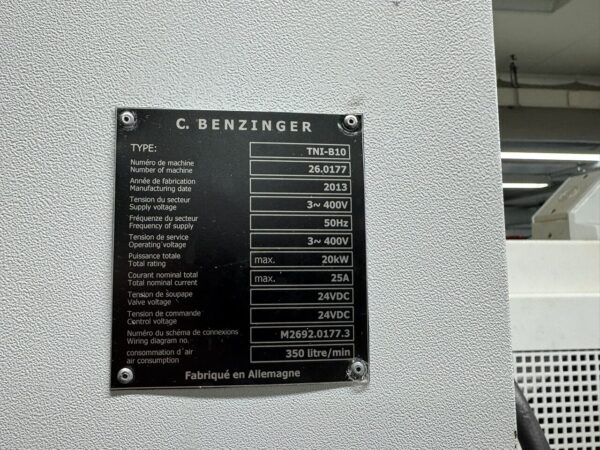 C. BENZINGER
TYPE: TNI-B10
Numéro de machine
Number of machine 26.0177
Année de fabrication
Manufacturing date 2013
Tension du secteur
Supply voltage 3~ 400V
Fréquenze du secteur
Frequency of supply 50Hz
Tension de service
Operating voltage 3~ 400V
Puissance totale
Total rating max. 20kW
Courant nominal total
Total nominal current max. 25A
Tension de soupape
Valve voltage 24VDC
Tension de commande
Control voltage 24VDC
Numéro du schéma de connexions
Wiring diagram no. M2692.0177.3
consommation d'air
air consumption 350 litre/min
Fabriqué en Allemagne